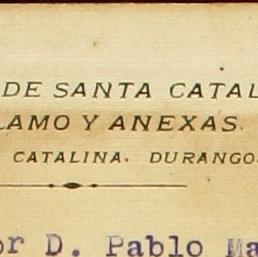 DE SANTA CATAL
LAMO Y ANEXAS.
CATALINA. DURANGO.
or D. Pablo Ma